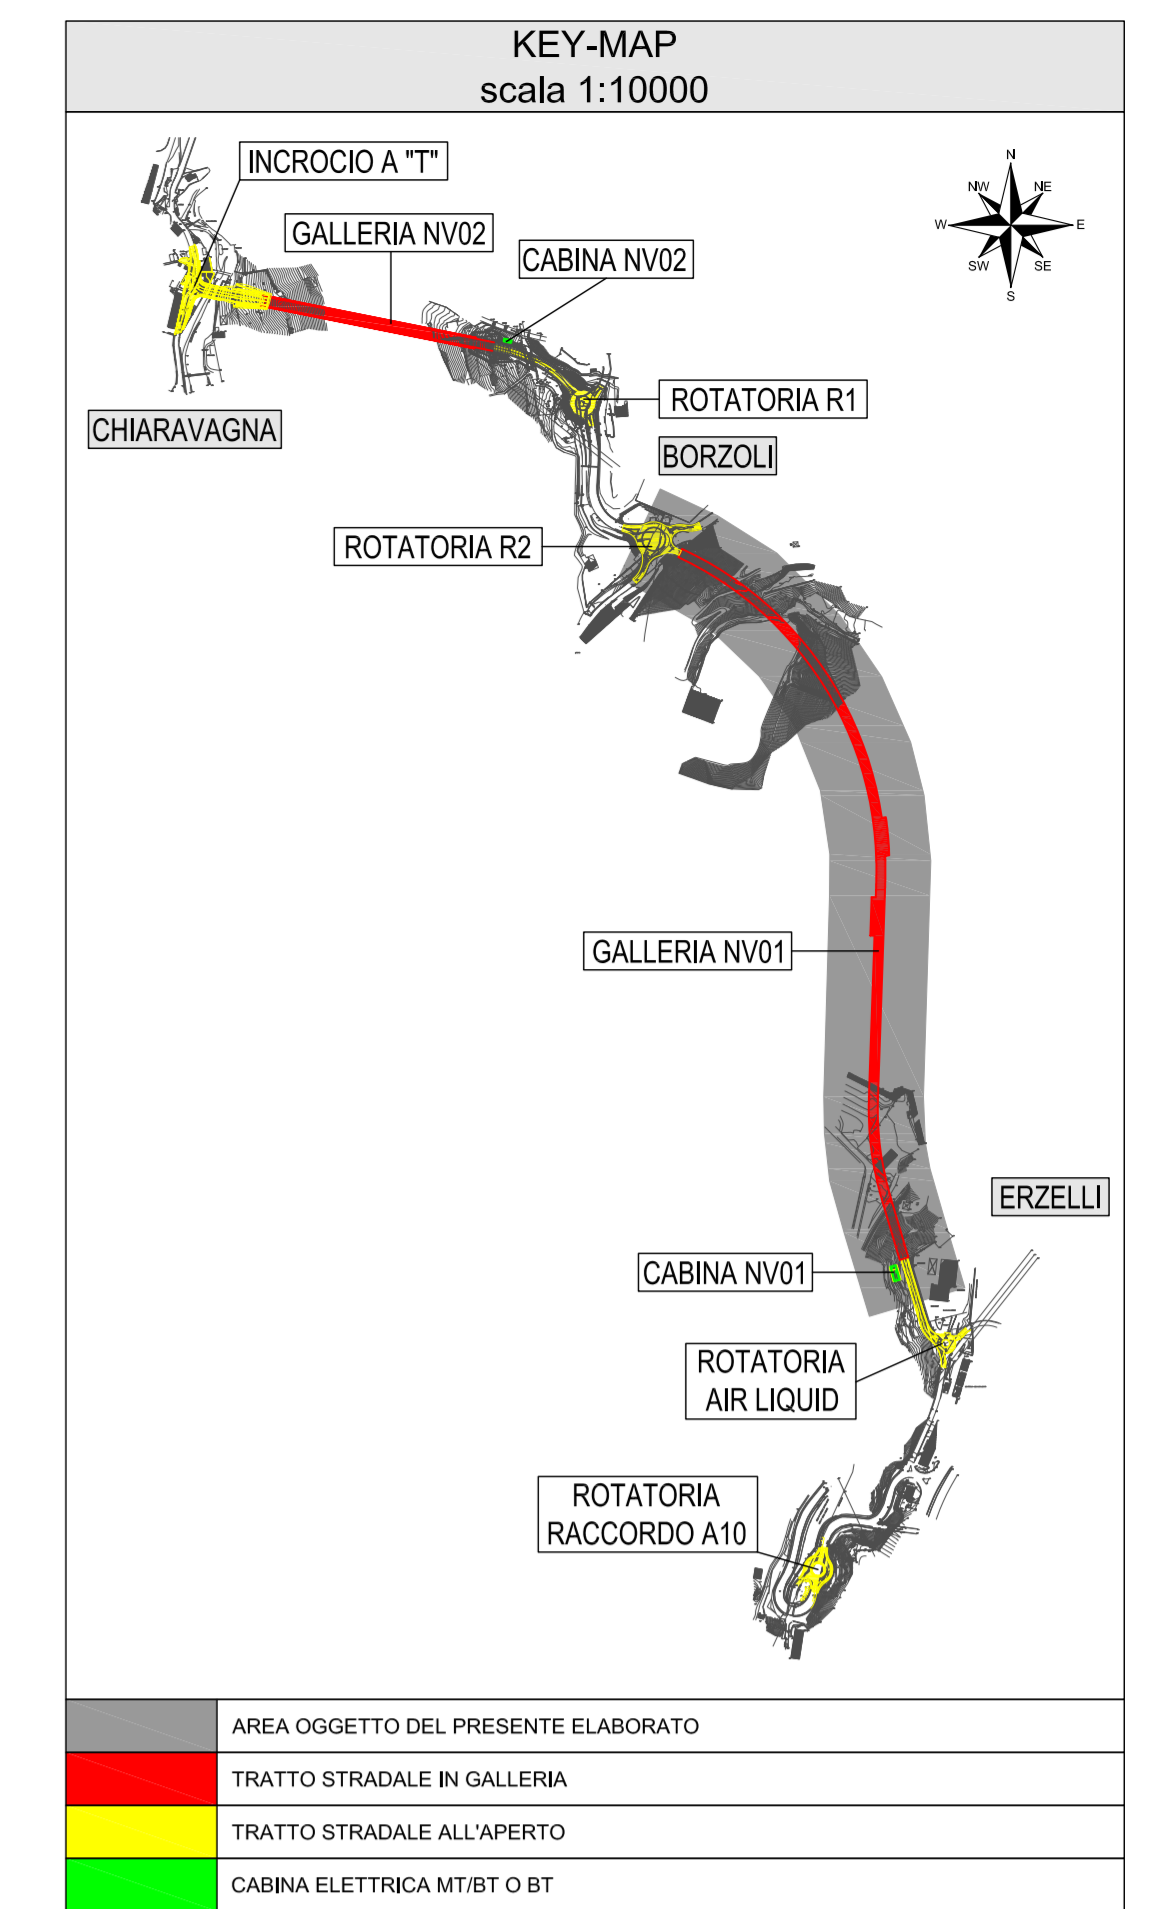 KEY-MAP
scala 1:10000
INCROCIO A "T"
GALLERIA NV02
CABINA NV02
N
NW
NE
W
E
SW
SE
S
ROTATORIA R1
CHIARAVAGNA
BORZOLI
ROTATORIA R2
GALLERIA NV01
ERZELLI
CABINA NV01
ROTATORIA
AIR LIQUID
ROTATORIA
RACCORDO A10
AREA OGGETTO DEL PRESENTE ELABORATO
TRATTO STRADALE IN GALLERIA
TRATTO STRADALE ALL'APERTO
CABINA ELETTRICA MT/BT O BT